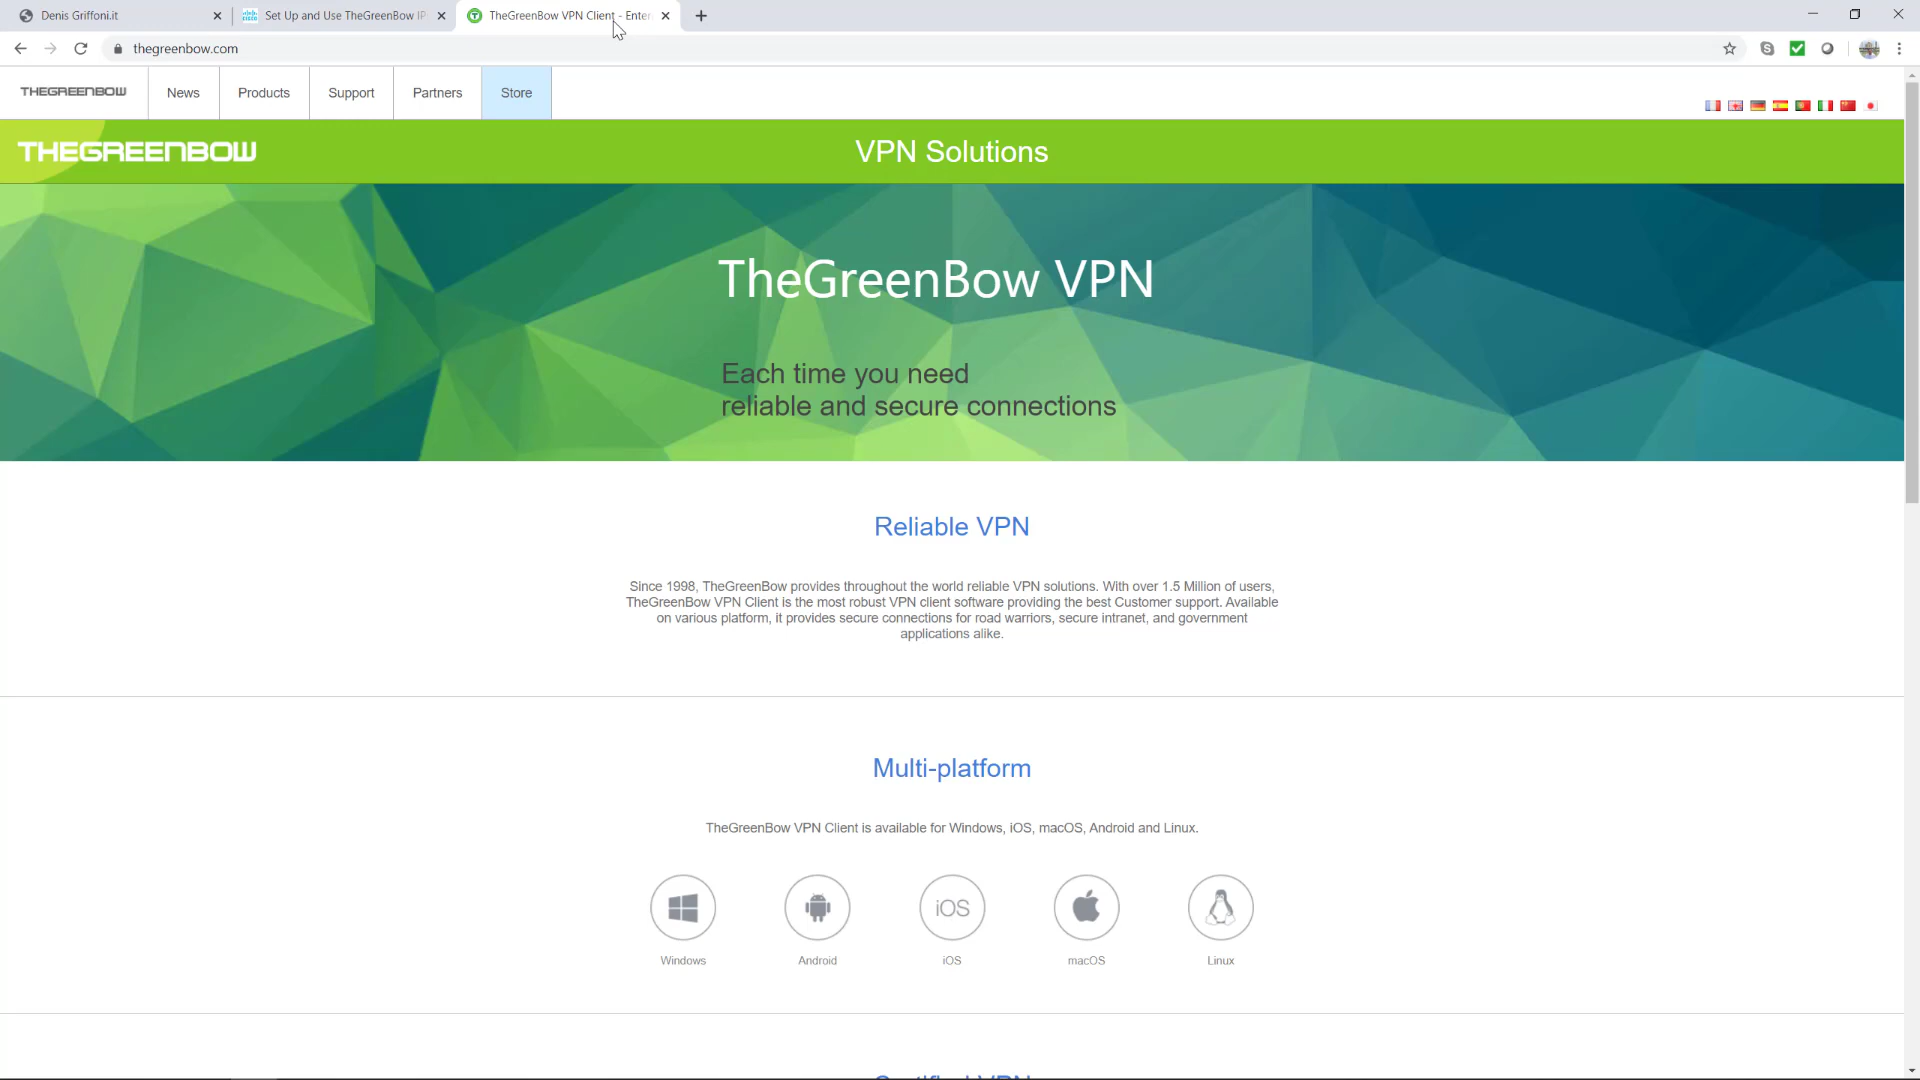 Denis Griffoni.it
Set Up and Use TheGreenBow IP
TheGreenBow VPN Client - Enter
thegreenbow.com
THEGREENBOW
News
Products
Support
Partners
Store
THEGREENBOW
VPN Solutions
TheGreenBow VPN
Each time you need
reliable and secure connections
Reliable VPN
Since 1998, TheGreenBow provides throughout the world reliable VPN solutions. With over 1.5 Million of users,
TheGreenBow VPN Client is the most robust VPN client software providing the best Customer support. Available
on various platform, it provides secure connections for road warriors, secure intranet, and government
applications alike.
Multi-platform
TheGreenBow VPN Client is available for Windows, iOS, macOS, Android and Linux.
iOS
Windows
Android
iOS
macOS
Linux